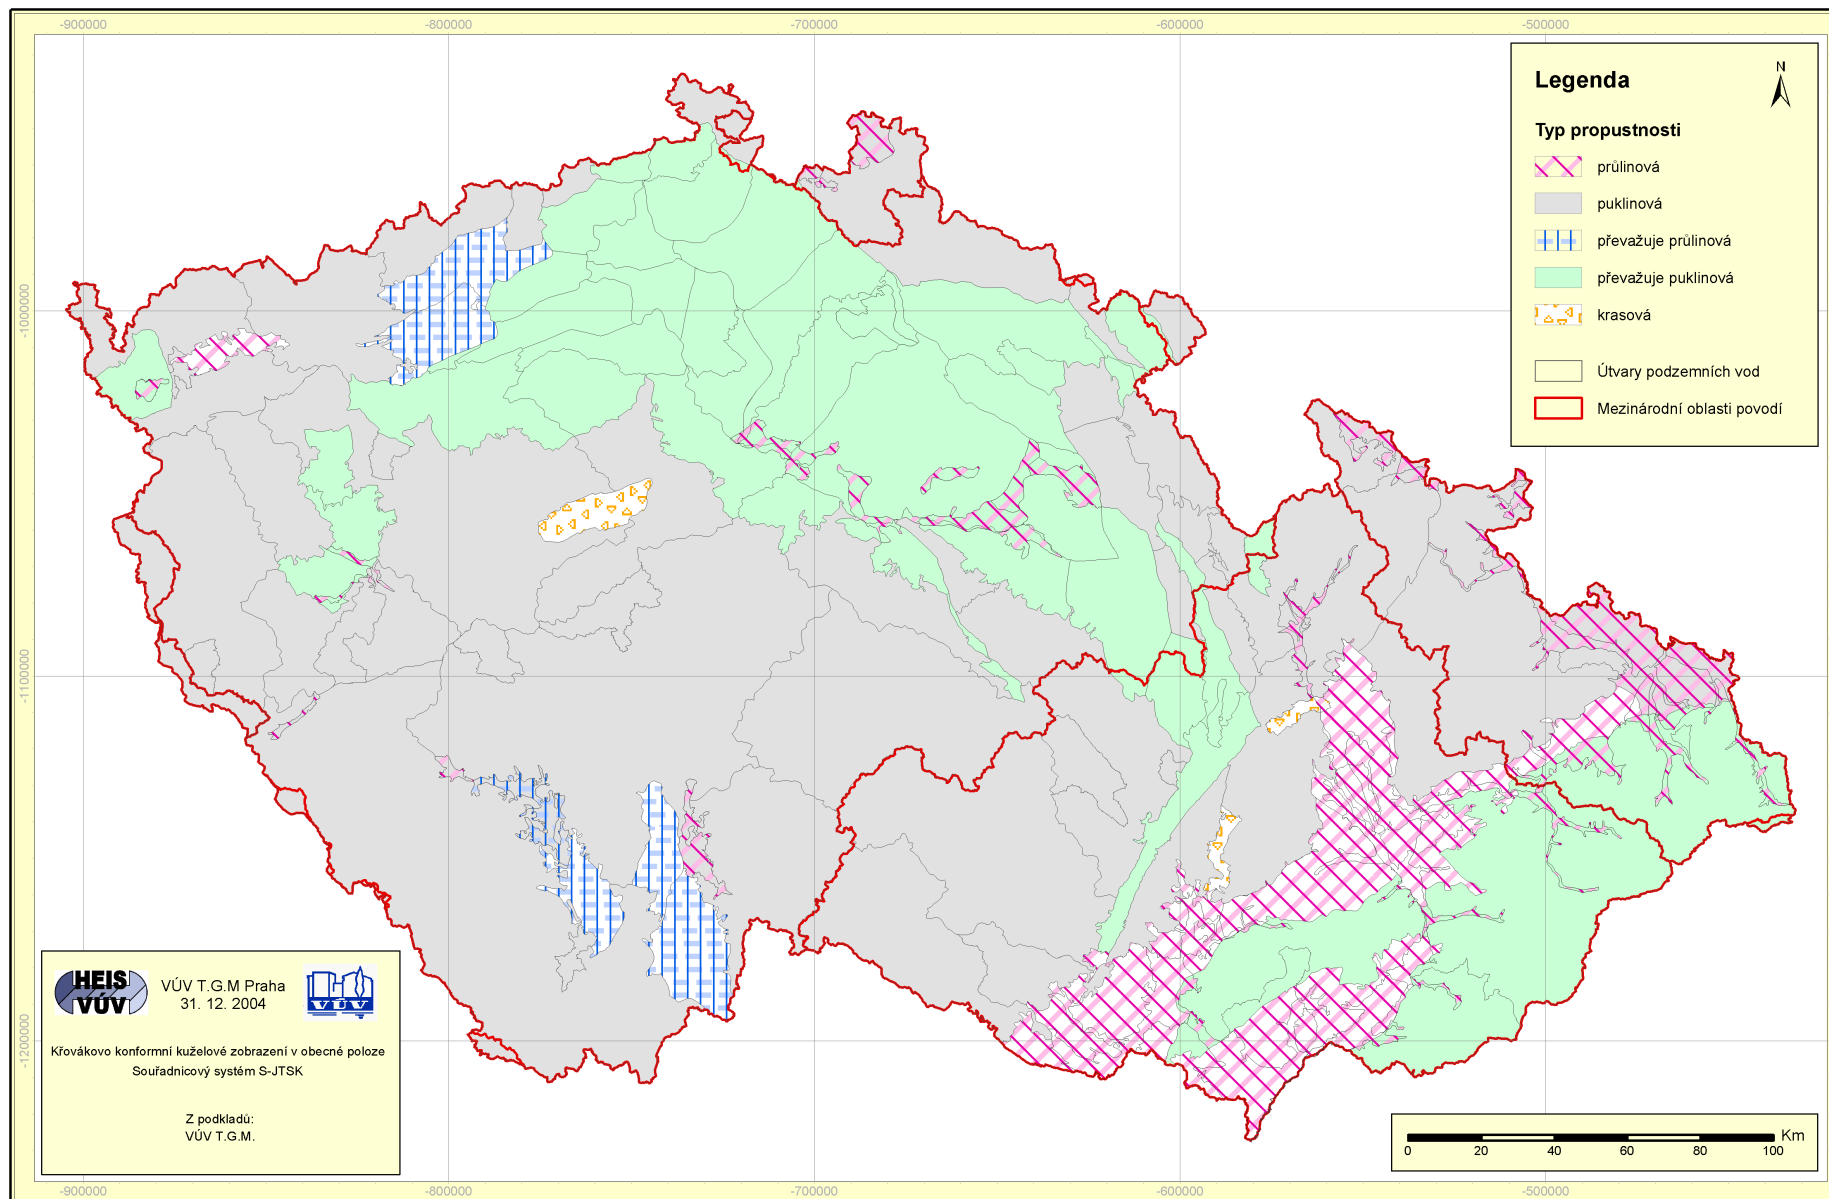 -900000
-800000
-700000
-600000
-500000
Legenda
N
Typ propustnosti
průlinová
puklinová
převažuje průlinová
převažuje puklinová
krasová
Útvary podzemních vod
Mezinárodní oblasti povodí
-1000000
-1100000
-1200000
HEIS
VÚV
VÚV T.G.M Praha
31. 12. 2004
VÚV
Křovákovo konformní kuželové zobrazení v obecné poloze
Souřadnicový systém S-JTSK
Z podkladů:
VÚV T.G.M.
Km
0 20 40 60 80 100
-900000
-800000
-700000
-600000
-500000